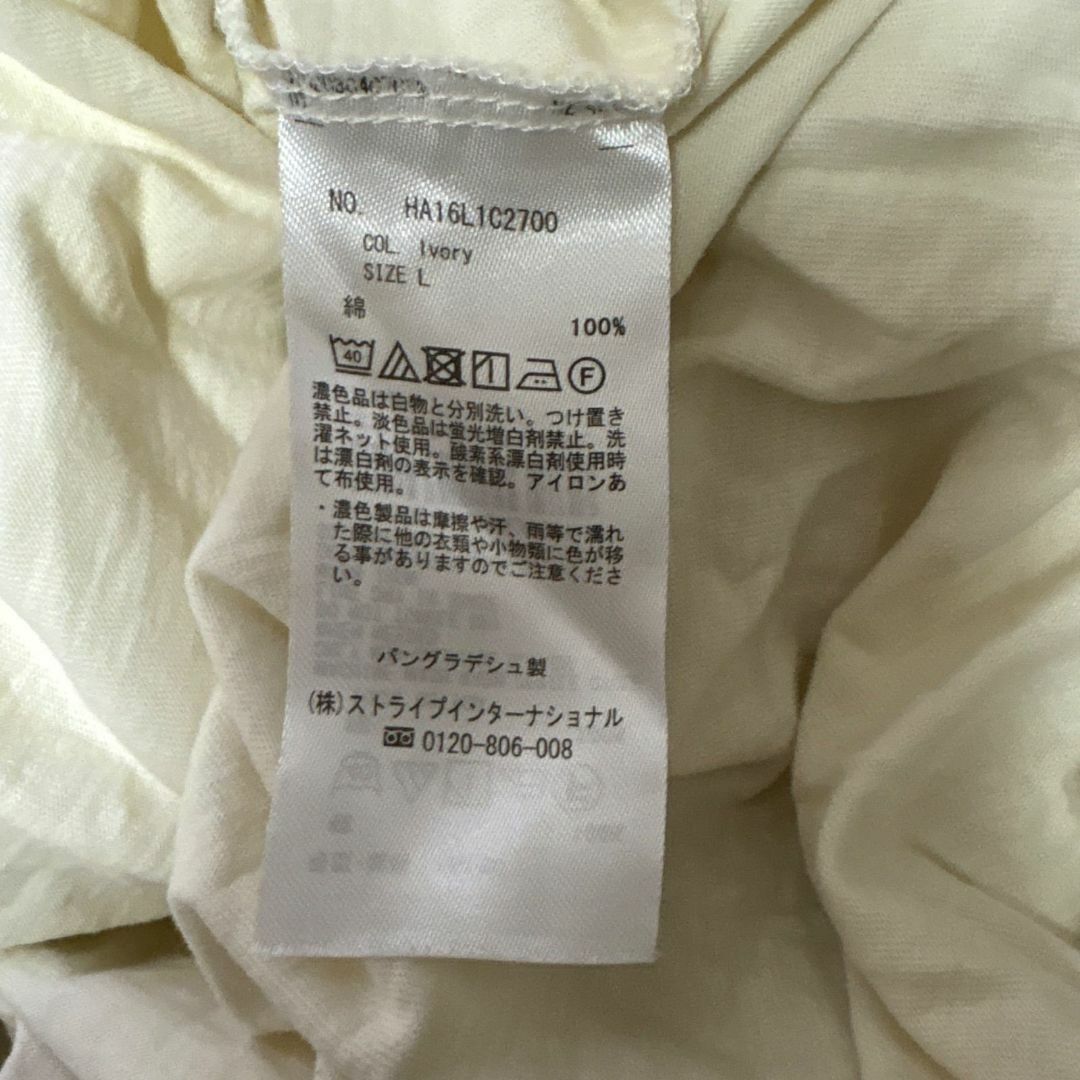 NO. HA16L1C2700
COL. Ivory
SIZE L
綿 100%
40 F
濃色品は白物と分別洗い。つけ置き
禁止。淡色品は蛍光増白剤禁止。洗
濯ネット使用。酸素系漂白剤使用時
は漂白剤の表示を確認。アイロンあ
て布使用。
・濃色製品は摩擦や汗、雨等で濡れ
た際に他の衣類や小物類に色が移
る事がありますのでご注意くださ
い。
バングラデシュ製
(株)ストライプインターナショナル
0120-806-008